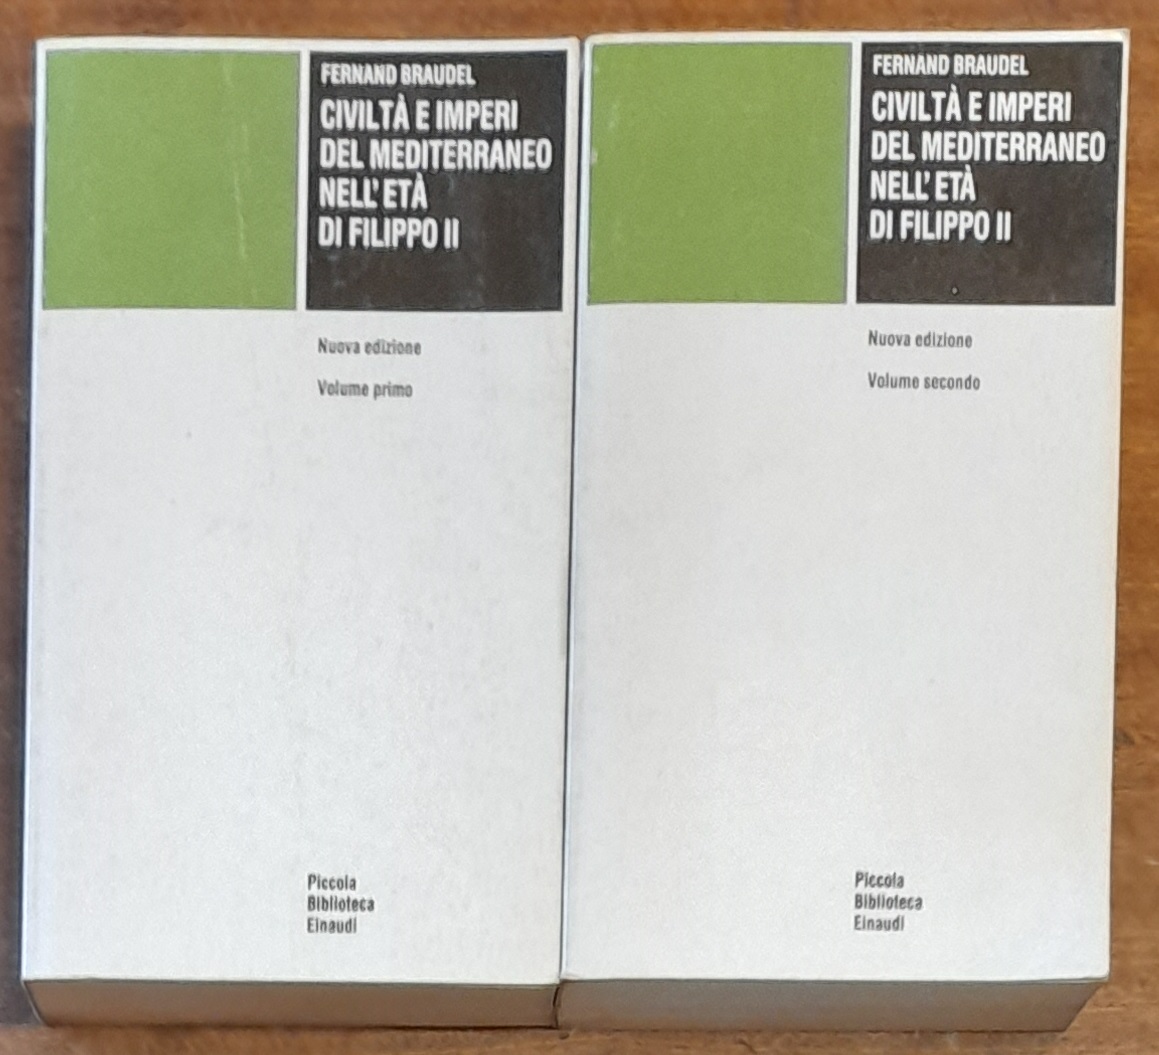 FERNAND BRAUDEL
CIVILTÀ E IMPERI
DEL MEDITERRANEO
NELL'ETÀ
DI FILIPPO II
Nuova edizione
Volume primo
Piccola
Biblioteca
Einaudi
FERNAND BRAUDEL
CIVILTÀ E IMPERI
DEL MEDITERRANEO
NELL'ETÀ
DI FILIPPO II
Nuova edizione
Volume secondo
Piccola
Biblioteca
Einaudi